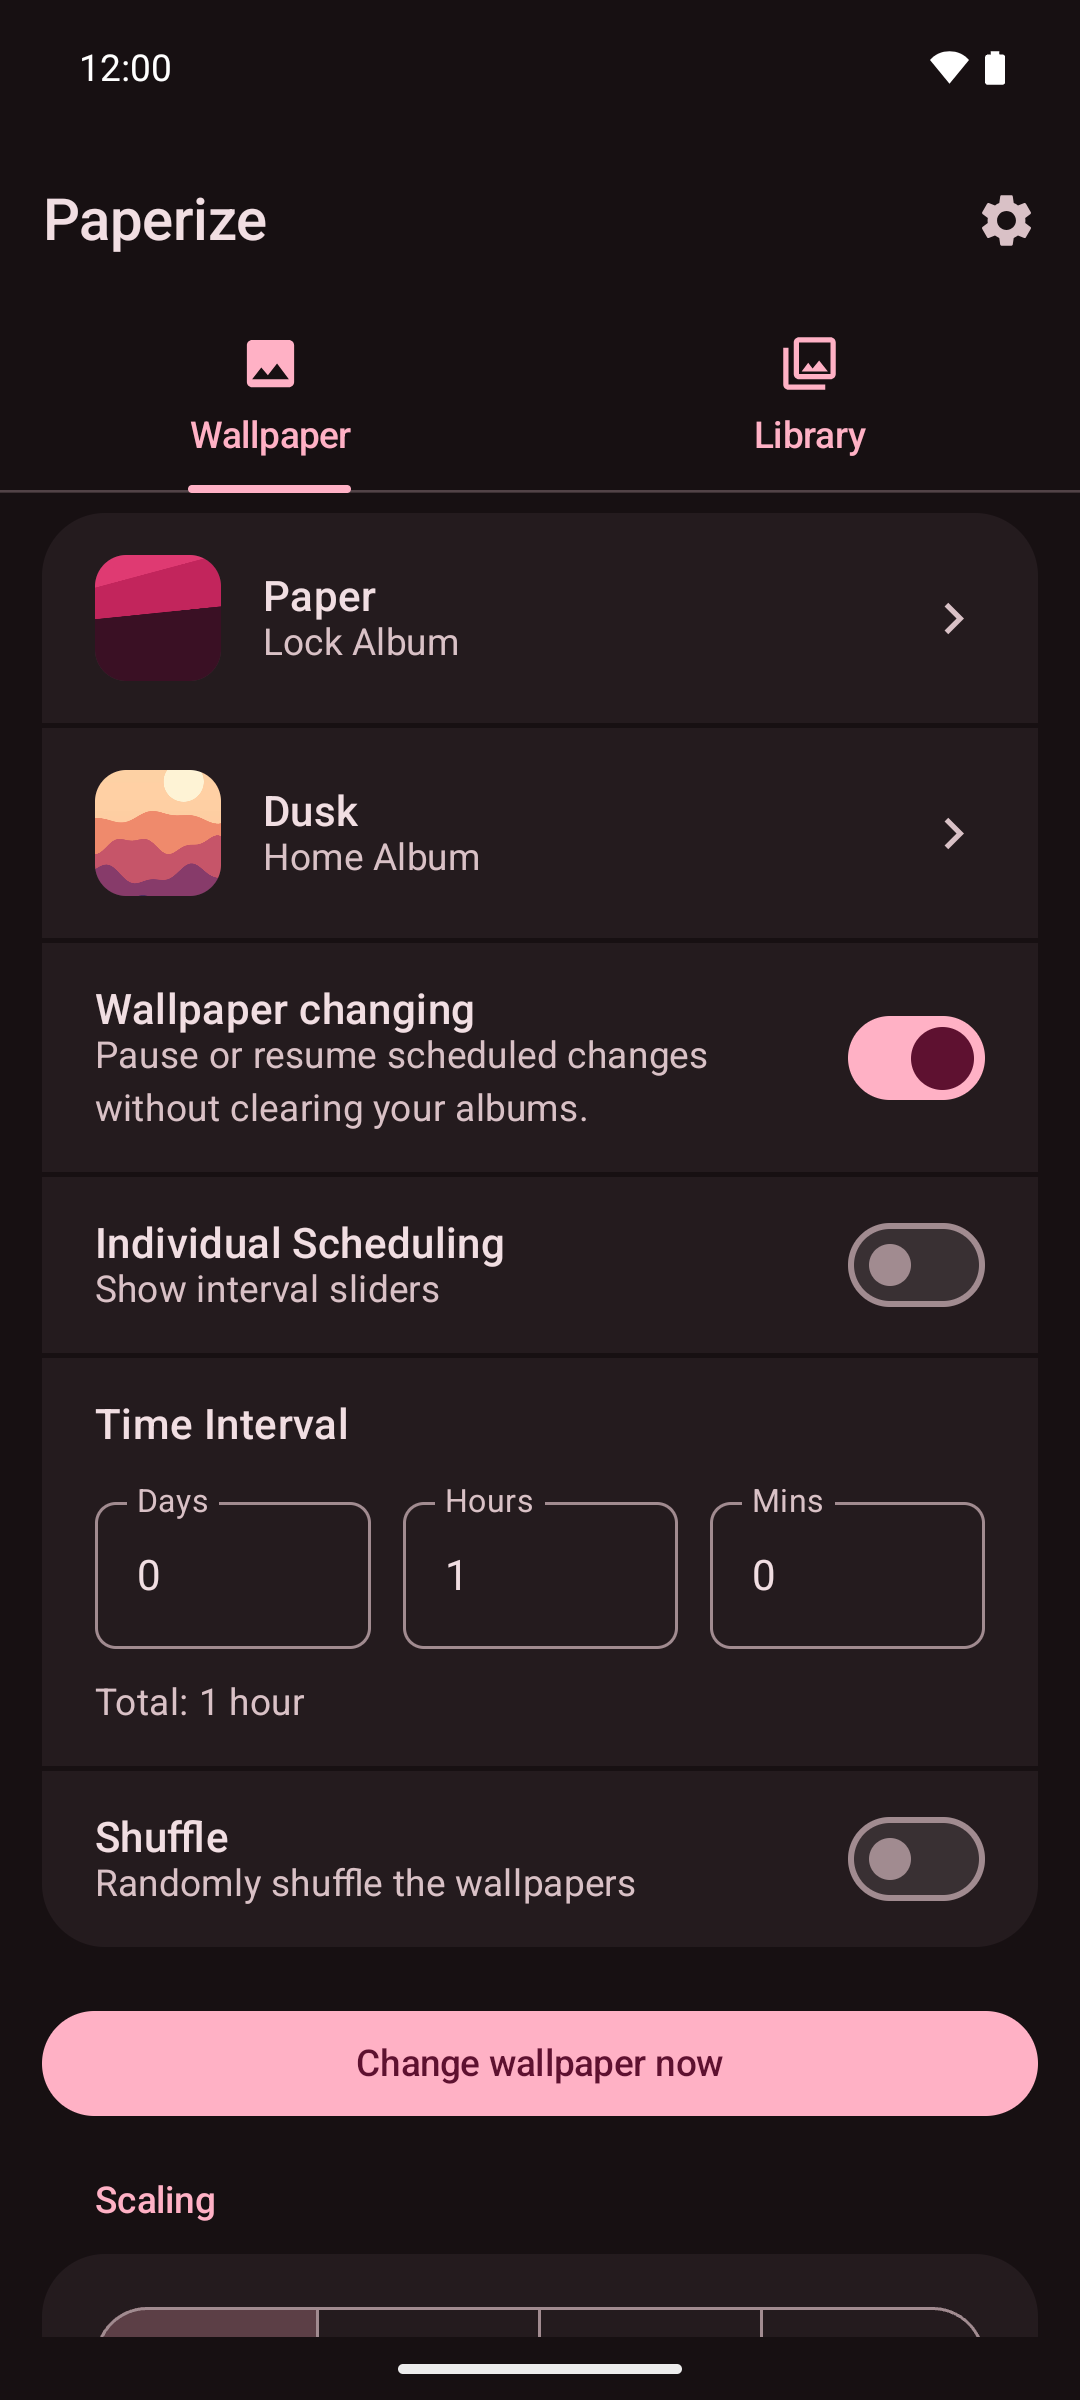 12:00
Paperize
Wallpaper
Library
Paper
Lock Album
Dusk
Home Album
Wallpaper changing
Pause or resume scheduled changes
without clearing your albums.
Individual Scheduling
Show interval sliders
Time Interval
Days
Hours
Mins
0
1
0
Total: 1 hour
Shuffle
Randomly shuffle the wallpapers
Change wallpaper now
Scaling